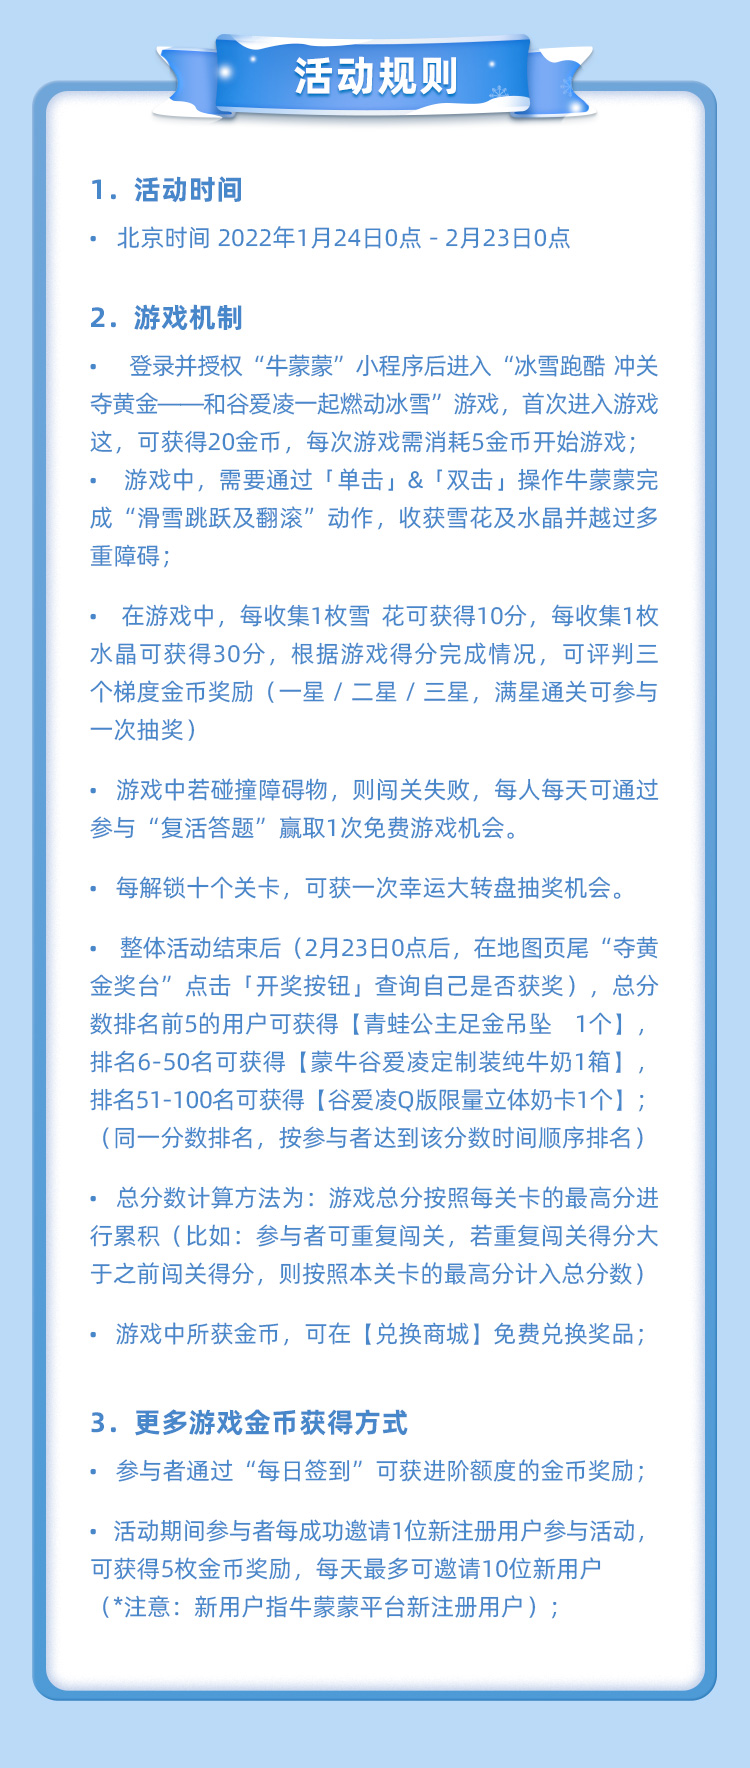 活动规则
1. 活动时间
• 北京时间 2022年1月24日0点 - 2月23日0点
2. 游戏机制
• 登录并授权“牛蒙蒙”小程序后进入“冰雪跑酷 冲关
夺黄金——和谷爱凌一起燃动冰雪”游戏，首次进入游戏
这，可获得20金币，每次游戏需消耗5金币开始游戏；
• 游戏中，需要通过「单击」&「双击」操作牛蒙蒙完
成“滑雪跳跃及翻滚”动作，收获雪花及水晶并越过多
重障碍；
• 在游戏中，每收集1枚雪 花可获得10分，每收集1枚
水晶可获得30分，根据游戏得分完成情况，可评判三
个梯度金币奖励（一星 / 二星 / 三星，满星通关可参与
一次抽奖）
• 游戏中若碰撞障碍物，则闯关失败，每人每天可通过
参与“复活答题”赢取1次免费游戏机会。
• 每解锁十个关卡，可获一次幸运大转盘抽奖机会。
• 整体活动结束后（2月23日0点后，在地图页尾“夺黄
金奖台”点击「开奖按钮」查询自己是否获奖），总分
数排名前5的用户可获得【青蛙公主足金吊坠 1个】，
排名6-50名可获得【蒙牛谷爱凌定制装纯牛奶1箱】，
排名51-100名可获得【谷爱凌Q版限量立体奶卡1个】；
（同一分数排名，按参与者达到该分数时间顺序排名）
• 总分数计算方法为：游戏总分按照每关卡的最高分进
行累积（比如：参与者可重复闯关，若重复闯关得分大
于之前闯关得分，则按照本关卡的最高分计入总分数）
• 游戏中所获金币，可在【兑换商城】免费兑换奖品；
3. 更多游戏金币获得方式
• 参与者通过“每日签到”可获进阶额度的金币奖励；
• 活动期间参与者每成功邀请1位新注册用户参与活动，
可获得5枚金币奖励，每天最多可邀请10位新用户
（*注意：新用户指牛蒙蒙平台新注册用户）；